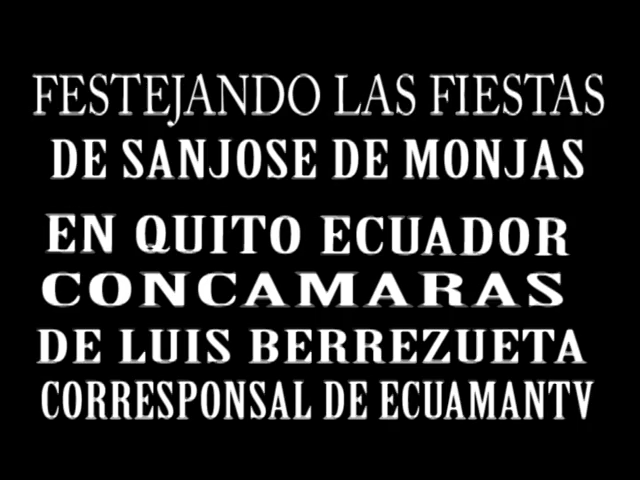 FESTEJANDO LAS FIESTAS
DE SANJOSE DE MONJAS
EN QUITO ECUADOR
CONCAMARAS
DE LUIS BERREZUETA
CORRESPONSAL DE ECUAMANTV